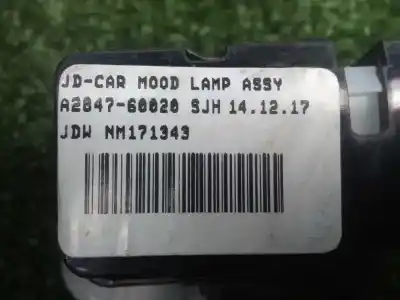 JD-CAR MOOD LAMP ASSY
A2847-60020 SJH 14.12.17
JDW NM171343